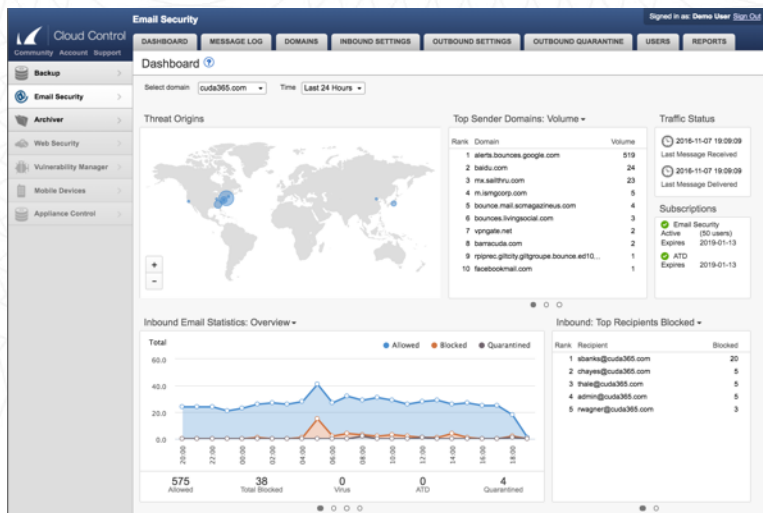 Email Security
Signed in as: Demo User Sign Out
Cloud Control
Community Account Support
DASHBOARD
MESSAGE LOG
DOMAINS
INBOUND SETTINGS
OUTBOUND SETTINGS
OUTBOUND QUARANTINE
USERS
REPORTS
Backup
Email Security
Archiver
Web Security
Vulnerability Manager
Mobile Devices
Appliance Control
Dashboard ?
Select domain cuda365.com Time Last 24 Hours
Threat Origins
+
−
Top Sender Domains: Volume
Rank Domain Volume
1 alerts.bounces.google.com 519
2 baidu.com 24
3 mx.sailthru.com 23
4 m.ismgcorp.com 5
5 bounce.mail.scmagazineus.com 4
6 bounces.livingsocial.com 3
7 vpngate.net 2
8 barracuda.com 2
9 rpiprec.giltcity.giltgroupe.bounce.ed10... 1
10 facebookmail.com 1
Traffic Status
2016-11-07 19:09:09
Last Message Received
2016-11-07 19:09:09
Last Message Delivered
Subscriptions
Email Security
Active (50 users)
Expires 2019-01-13
ATD
Expires 2019-01-13
Inbound Email Statistics: Overview
Total
Allowed Blocked Quarantined
60.0
40.0
20.0
0.0
20:00 22:00 00:00 02:00 04:00 06:00 08:00 10:00 12:00 14:00 16:00 18:00
575 38 0 0 4
Allowed Total Blocked Virus ATD Quarantined
Inbound: Top Recipients Blocked
Rank Recipient Blocked
1 sbanks@cuda365.com 20
2 chayes@cuda365.com 5
3 thale@cuda365.com 5
4 admin@cuda365.com 5
5 rwagner@cuda365.com 3